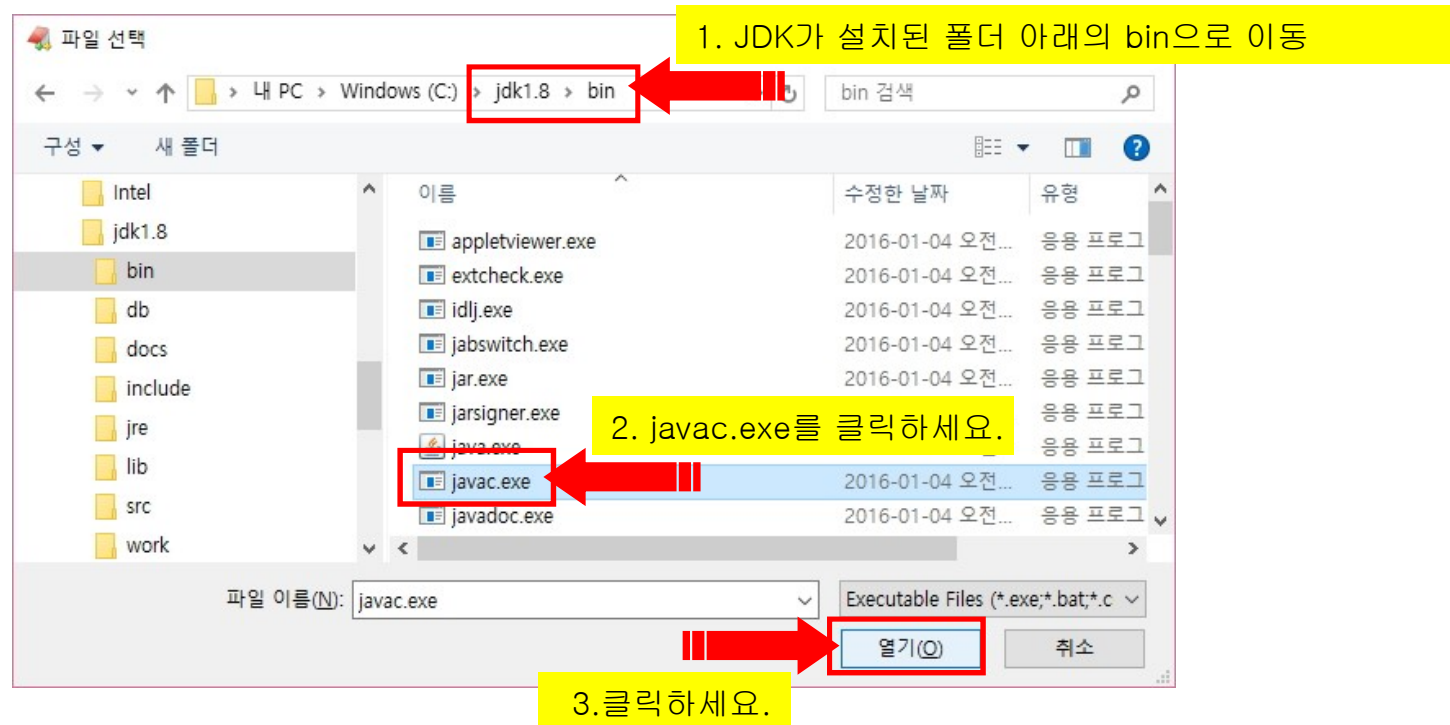 파일 선택
1. JDK가 설치된 폴더 아래의 bin으로 이동
내 PC > Windows (C:) > jdk1.8 > bin
bin 검색
구성 새 폴더
Intel
jdk1.8
bin
db
docs
include
jre
lib
src
work
이름 수정한 날짜 유형
appletviewer.exe 2016-01-04 오전... 응용 프로그
extcheck.exe 2016-01-04 오전... 응용 프로그
idlj.exe 2016-01-04 오전... 응용 프로그
jabswitch.exe 2016-01-04 오전... 응용 프로그
jar.exe 2016-01-04 오전... 응용 프로그
jarsigner.exe 응용 프로그
2. javac.exe를 클릭하세요.
java.exe 응용 프로그
javac.exe 2016-01-04 오전... 응용 프로그
javadoc.exe 2016-01-04 오전... 응용 프로그
파일 이름(N): javac.exe
Executable Files (*.exe;*.bat;*.c
열기(O) 취소
3.클릭하세요.